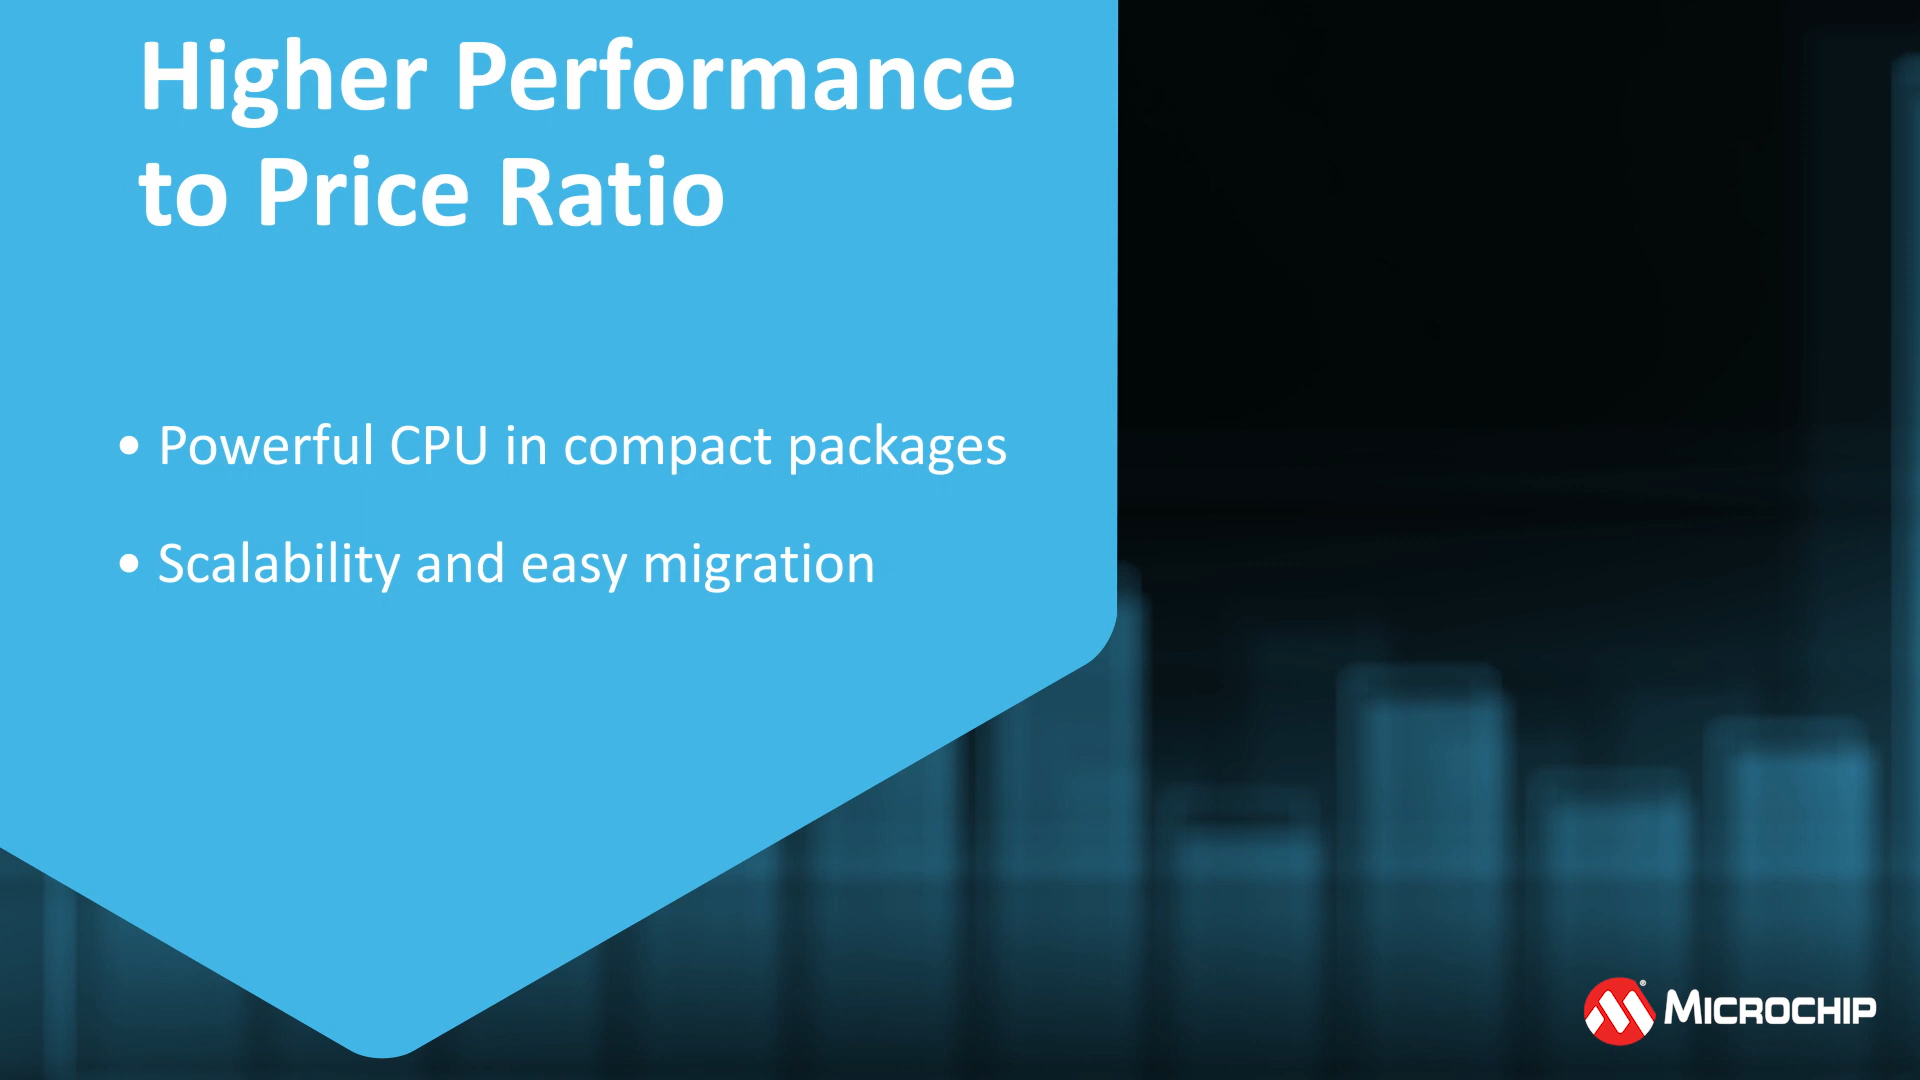 Higher Performance
to Price Ratio
• Powerful CPU in compact packages
• Scalability and easy migration
MICROCHIP